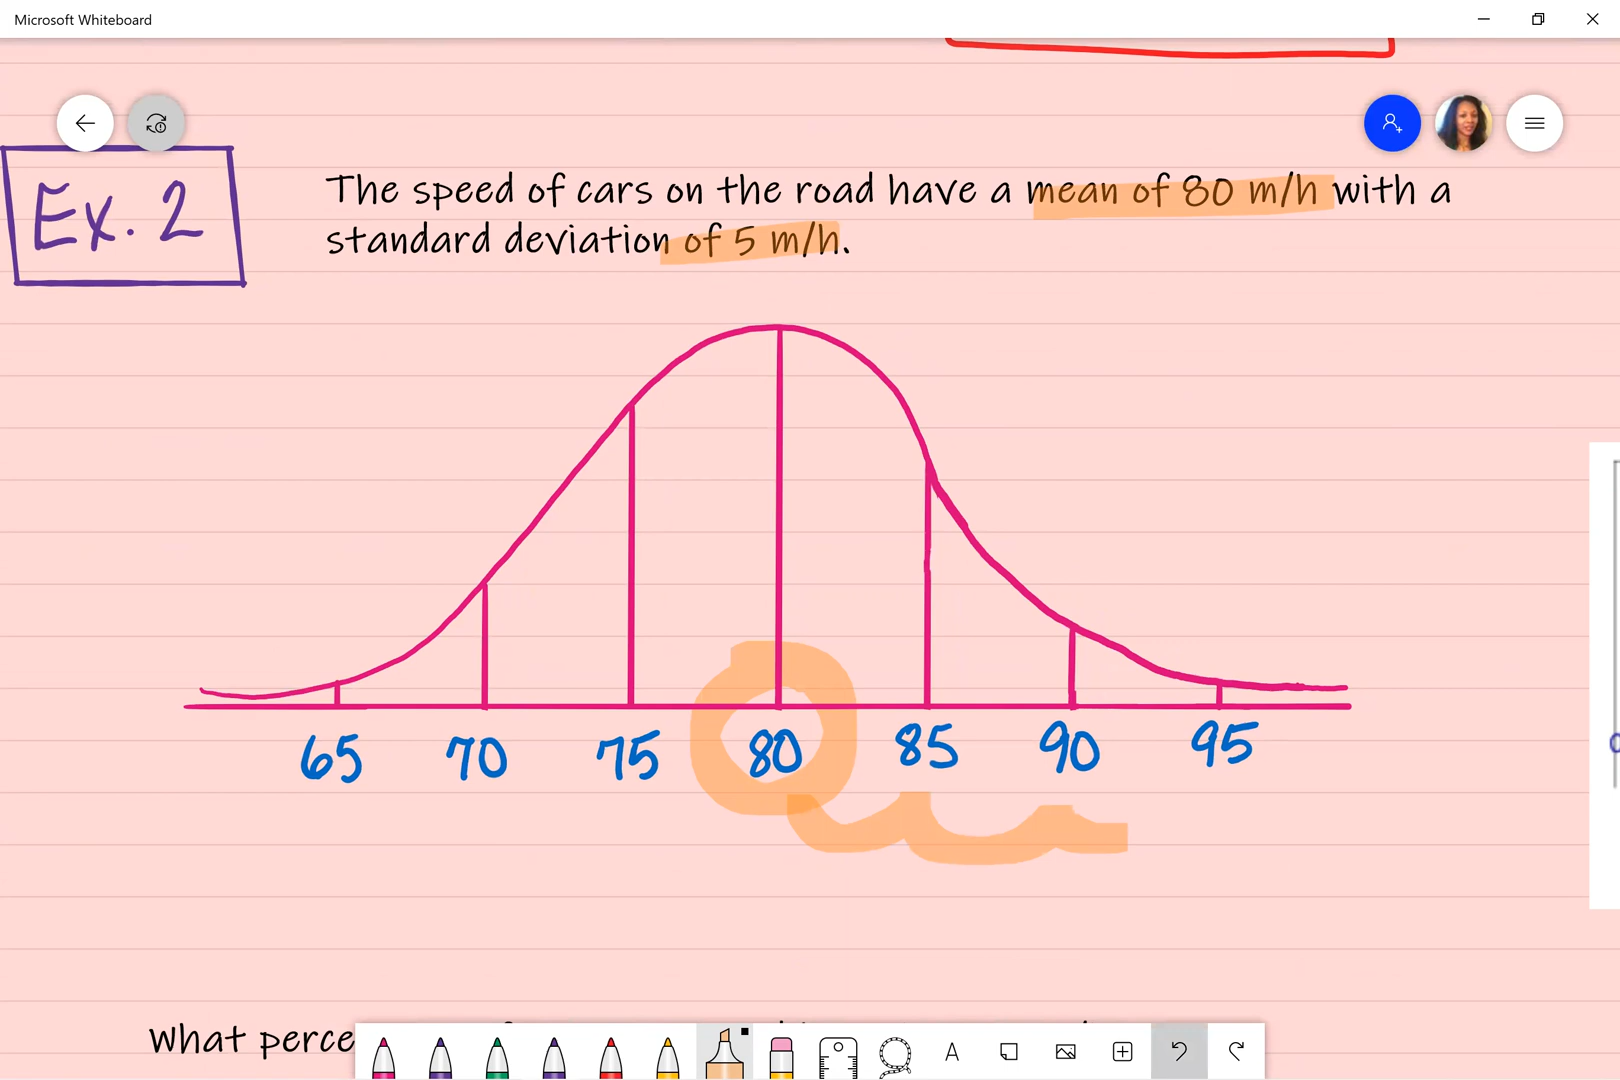 Microsoft Whiteboard
Ex. 2
The speed of cars on the road have a mean of 80 m/h with a
standard deviation of 5 m/h.
65 70 75 80 85 90 95
What
A